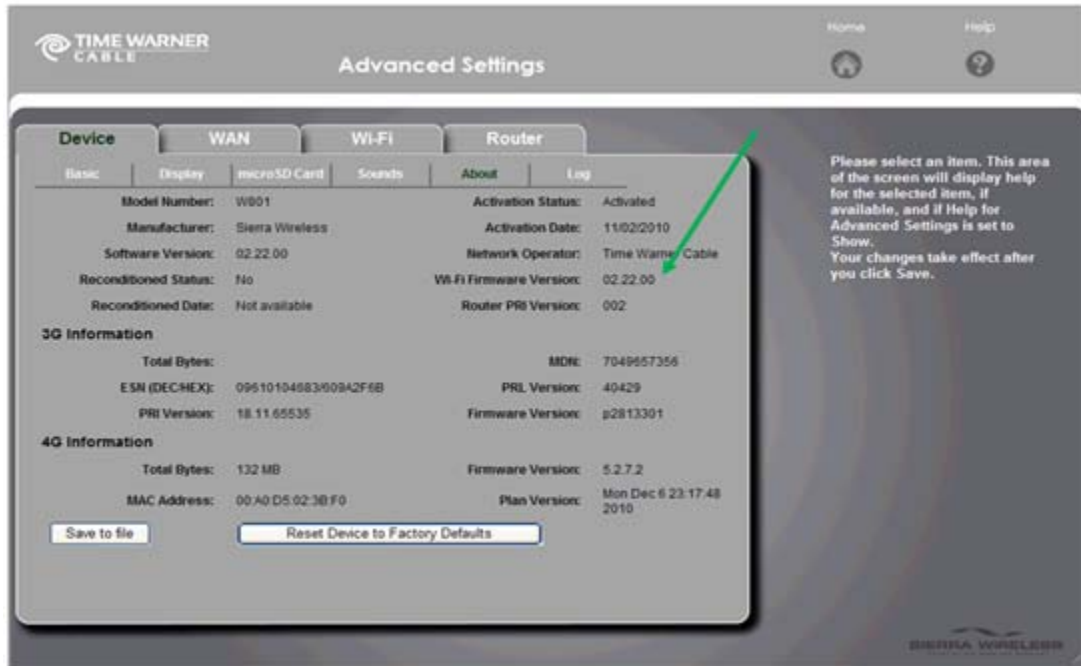 Home Help
TIME WARNER
CABLE
Advanced Settings
Device WAN Wi-Fi Router
Basic Display microSD Card Sounds About Log
Please select an item. This area
of the screen will display help
for the selected item, if
available, and if Help for
Advanced Settings is set to
Show.
Your changes take effect after
you click Save.
Model Number: W801 Activation Status: Activated
Manufacturer: Sierra Wireless Activation Date: 11/02/2010
Software Version: 02.22.00 Network Operator: Time Warner Cable
Reconditioned Status: No Wi-Fi Firmware Version: 02.22.00
Reconditioned Date: Not available Router PRI Version: 002
3G Information
Total Bytes: MDN: 7049657356
ESN (DEC/HEX): 09610104683/609A2F6B PRL Version: 40429
PRI Version: 18.11.65535 Firmware Version: p2813301
4G Information
Total Bytes: 132 MB Firmware Version: 5.2.7.2
MAC Address: 00:A0:D5:02:3B:F0 Plan Version: Mon Dec 6 23:17:48
2010
Save to file Reset Device to Factory Defaults
SIERRA WIRELESS